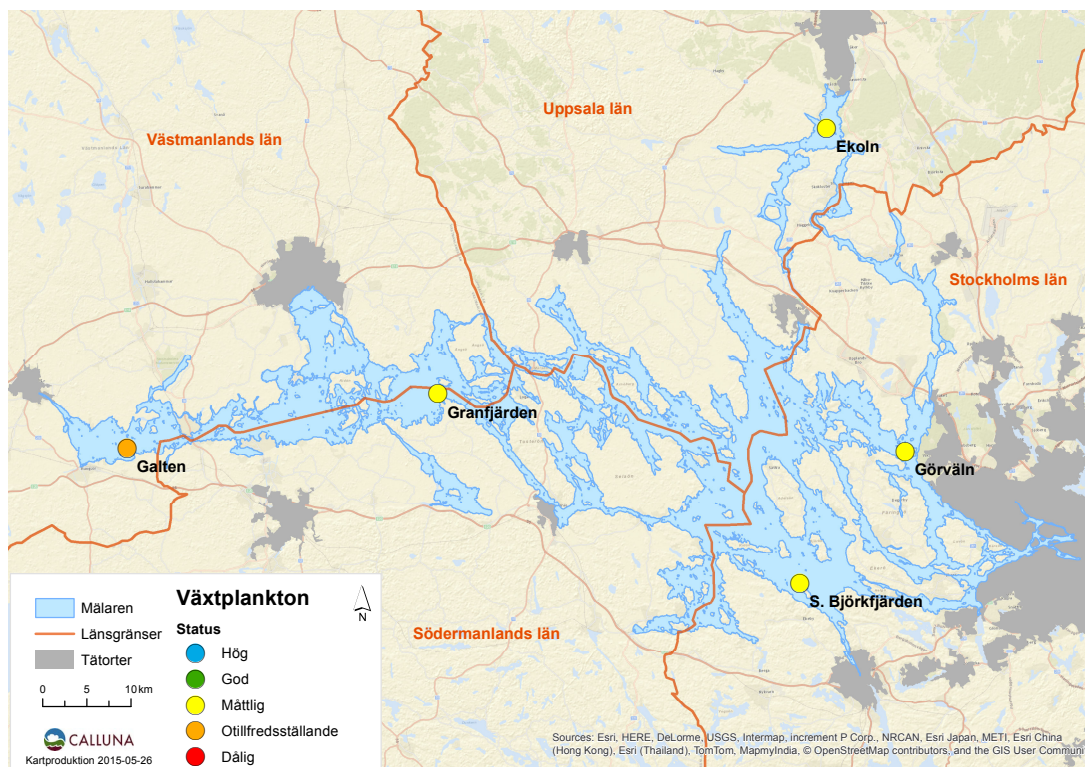 Uppsala län
Västmanlands län
Ekoln
Stockholms län
Granfjärden
Galten
Görväln
S. Björkfjärden
Södermanlands län
Mälaren
Länsgränser
Tätorter
0 5 10 km
CALLUNA
Kartproduktion 2015-05-26
Växtplankton
N
Status
Hög
God
Måttlig
Otillfredsställande
Dålig
Sources: Esri, HERE, DeLorme, USGS, Intermap, increment P Corp., NRCAN, Esri Japan, METI, Esri China
(Hong Kong), Esri (Thailand), TomTom, MapmyIndia, © OpenStreetMap contributors, and the GIS User Communi